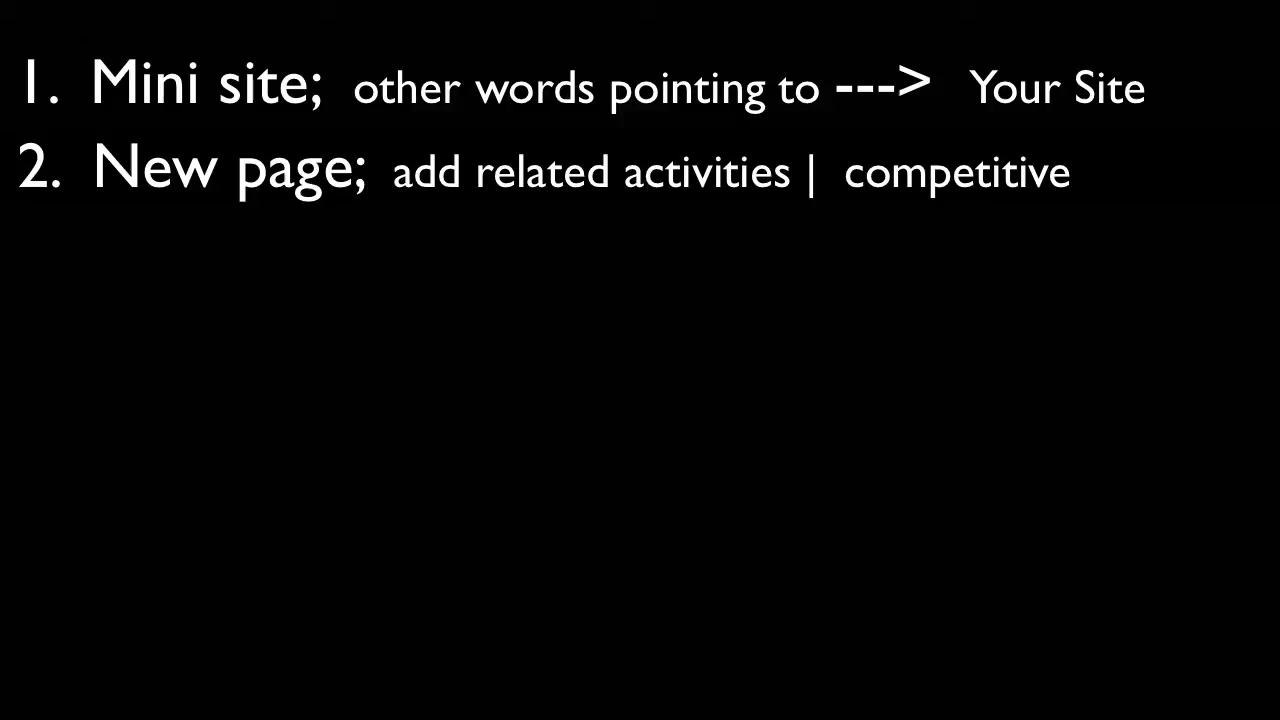 1. Mini site; other words pointing to ---> Your Site
2. New page; add related activities | competitive